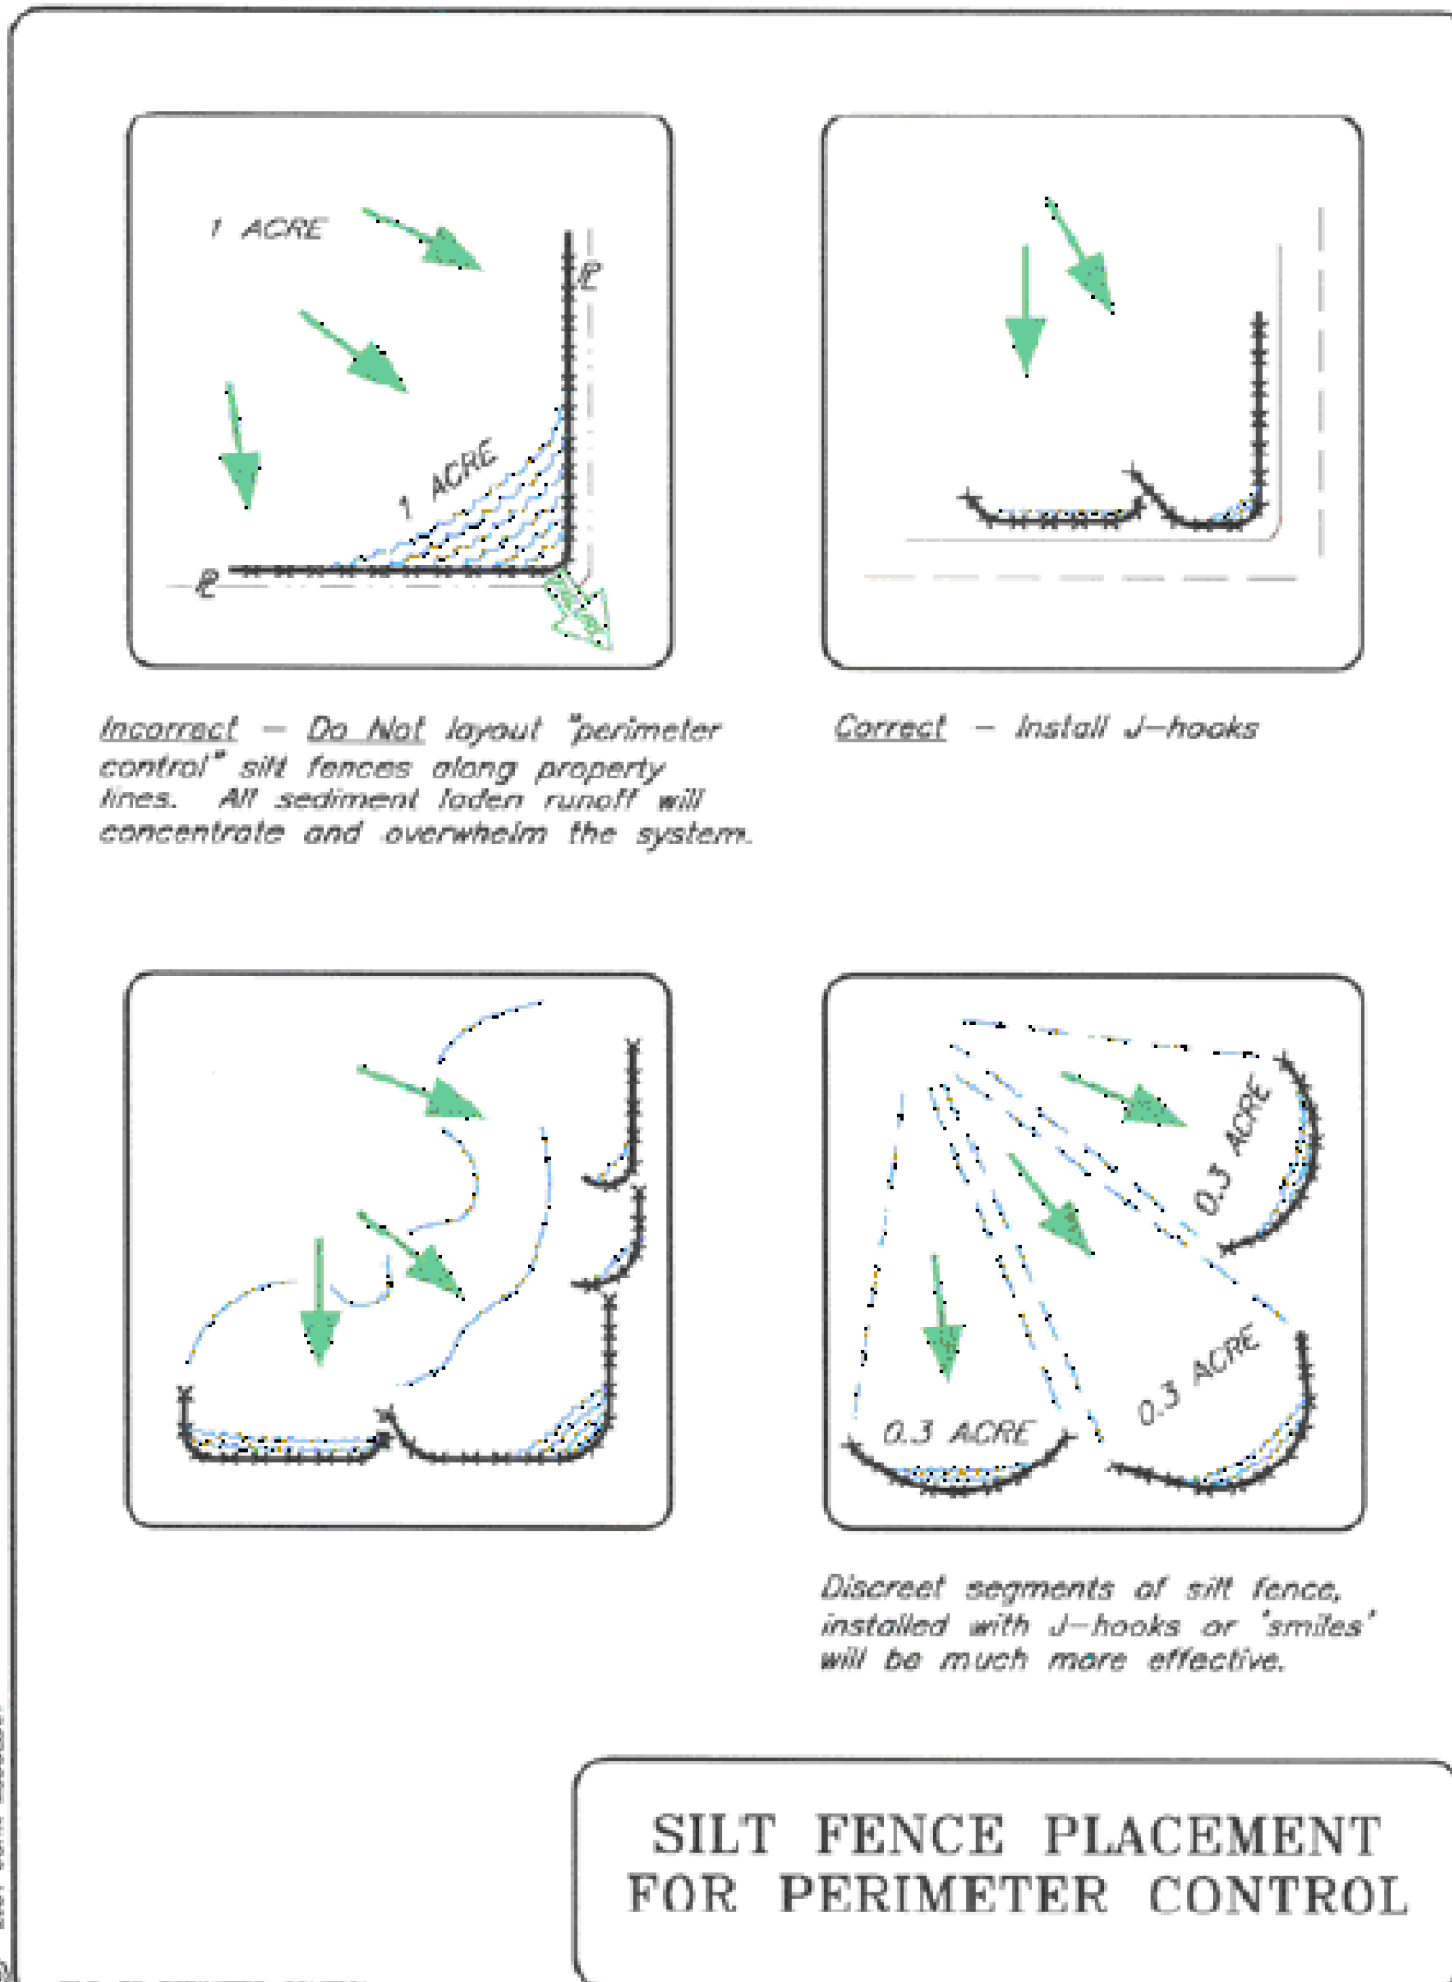 1 ACRE
PL
1 ACRE
PL
Incorrect – Do Not layout "perimeter
control" silt fences along property
lines. All sediment laden runoff will
concentrate and overwhelm the system.
Correct – Install J-hooks
0.3 ACRE
0.3 ACRE
0.3 ACRE
Discreet segments of silt fence,
installed with J-hooks or 'smiles'
will be much more effective.
SILT FENCE PLACEMENT
FOR PERIMETER CONTROL